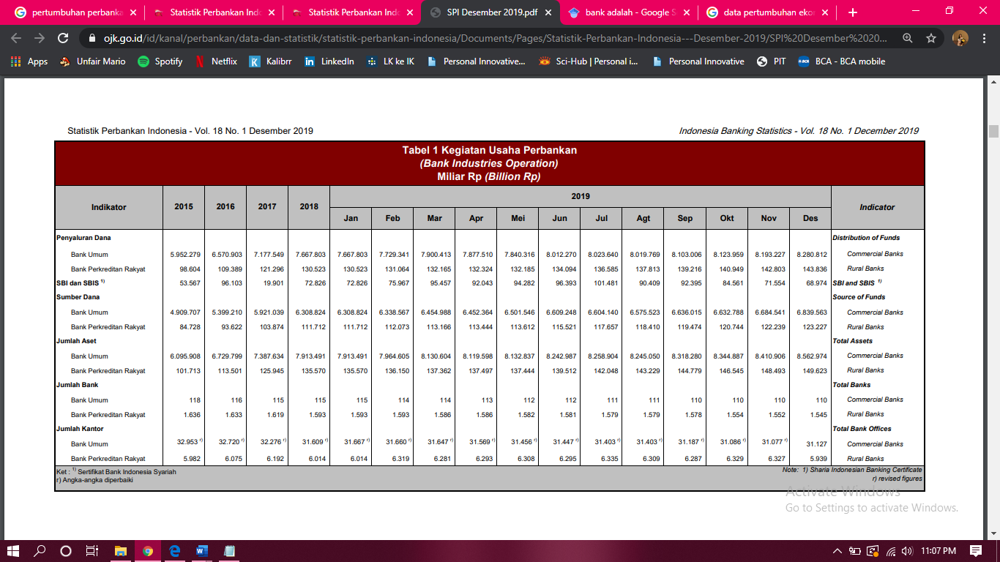 pertumbuhan perbanka
Statistik Perbankan Indo
Statistik Perbankan Indo
SPI Desember 2019.pdf
bank adalah - Google S
data pertumbuhan ekon
ojk.go.id/id/kanal/perbankan/data-dan-statistik/statistik-perbankan-indonesia/Documents/Pages/Statistik-Perbankan-Indonesia---Desember-2019/SPI%20Desember%2020...
Apps Unfair Mario Spotify Netflix Kalibrr LinkedIn LK ke IK Personal Innovative... Sci-Hub | Personal i... Personal Innovative PIT BCA - BCA mobile
Statistik Perbankan Indonesia - Vol. 18 No. 1 Desember 2019
Indonesia Banking Statistics - Vol. 18 No. 1 December 2019
Tabel 1 Kegiatan Usaha Perbankan
(Bank Industries Operation)
Miliar Rp (Billion Rp)
Indikator 2015 2016 2017 2018 2019 Indicator
Jan Feb Mar Apr Mei Jun Jul Agt Sep Okt Nov Des
Penyaluran Dana Distribution of Funds
Bank Umum 5.952.279 6.570.903 7.177.549 7.667.803 7.667.803 7.729.341 7.900.413 7.877.510 7.840.316 8.012.270 8.023.640 8.019.769 8.103.006 8.123.959 8.193.227 8.280.812 Commercial Banks
Bank Perkreditan Rakyat 98.604 109.389 121.296 130.523 130.523 131.064 132.165 132.324 132.185 134.094 136.585 137.813 139.216 140.949 142.803 143.836 Rural Banks
SBI dan SBIS 1) 53.567 96.103 19.901 72.826 72.826 75.967 95.457 92.043 94.282 96.393 101.481 90.409 92.395 84.561 71.554 68.974 SBI and SBIS 1)
Sumber Dana Source of Funds
Bank Umum 4.909.707 5.399.210 5.921.039 6.308.824 6.308.824 6.338.567 6.454.988 6.452.364 6.501.546 6.609.248 6.604.140 6.575.523 6.636.015 6.632.788 6.684.541 6.839.563 Commercial Banks
Bank Perkreditan Rakyat 84.728 93.622 103.874 111.712 111.712 112.073 113.166 113.444 113.612 115.521 117.657 118.410 119.474 120.744 122.239 123.227 Rural Banks
Jumlah Aset Total Assets
Bank Umum 6.095.908 6.729.799 7.387.634 7.913.491 7.913.491 7.964.605 8.130.604 8.119.598 8.132.837 8.242.987 8.258.904 8.245.050 8.318.280 8.344.887 8.410.906 8.562.974 Commercial Banks
Bank Perkreditan Rakyat 101.713 113.501 125.945 135.570 135.570 136.150 137.362 137.497 137.444 139.512 142.048 143.229 144.779 146.545 148.493 149.623 Rural Banks
Jumlah Bank Total Banks
Bank Umum 118 116 115 115 115 114 114 113 112 112 111 111 110 110 110 110 Commercial Banks
Bank Perkreditan Rakyat 1.636 1.633 1.619 1.593 1.593 1.593 1.586 1.586 1.582 1.581 1.579 1.579 1.578 1.554 1.552 1.545 Rural Banks
Jumlah Kantor Total Bank Offices
Bank Umum 32.953 r) 32.720 r) 32.276 r) 31.609 r) 31.667 r) 31.660 r) 31.647 r) 31.569 r) 31.456 r) 31.447 r) 31.403 r) 31.403 r) 31.187 r) 31.086 r) 31.077 r) 31.127 Commercial Banks
Bank Perkreditan Rakyat 5.982 6.075 6.192 6.014 6.014 6.319 6.281 6.293 6.308 6.295 6.335 6.309 6.287 6.329 6.327 5.939 Rural Banks
Ket : 1) Sertifikat Bank Indonesia Syariah Note: 1) Sharia Indonesian Banking Certificate
r) Angka-angka diperbaiki r) revised figures
Activate Windows
Go to Settings to activate Windows.
11:07 PM